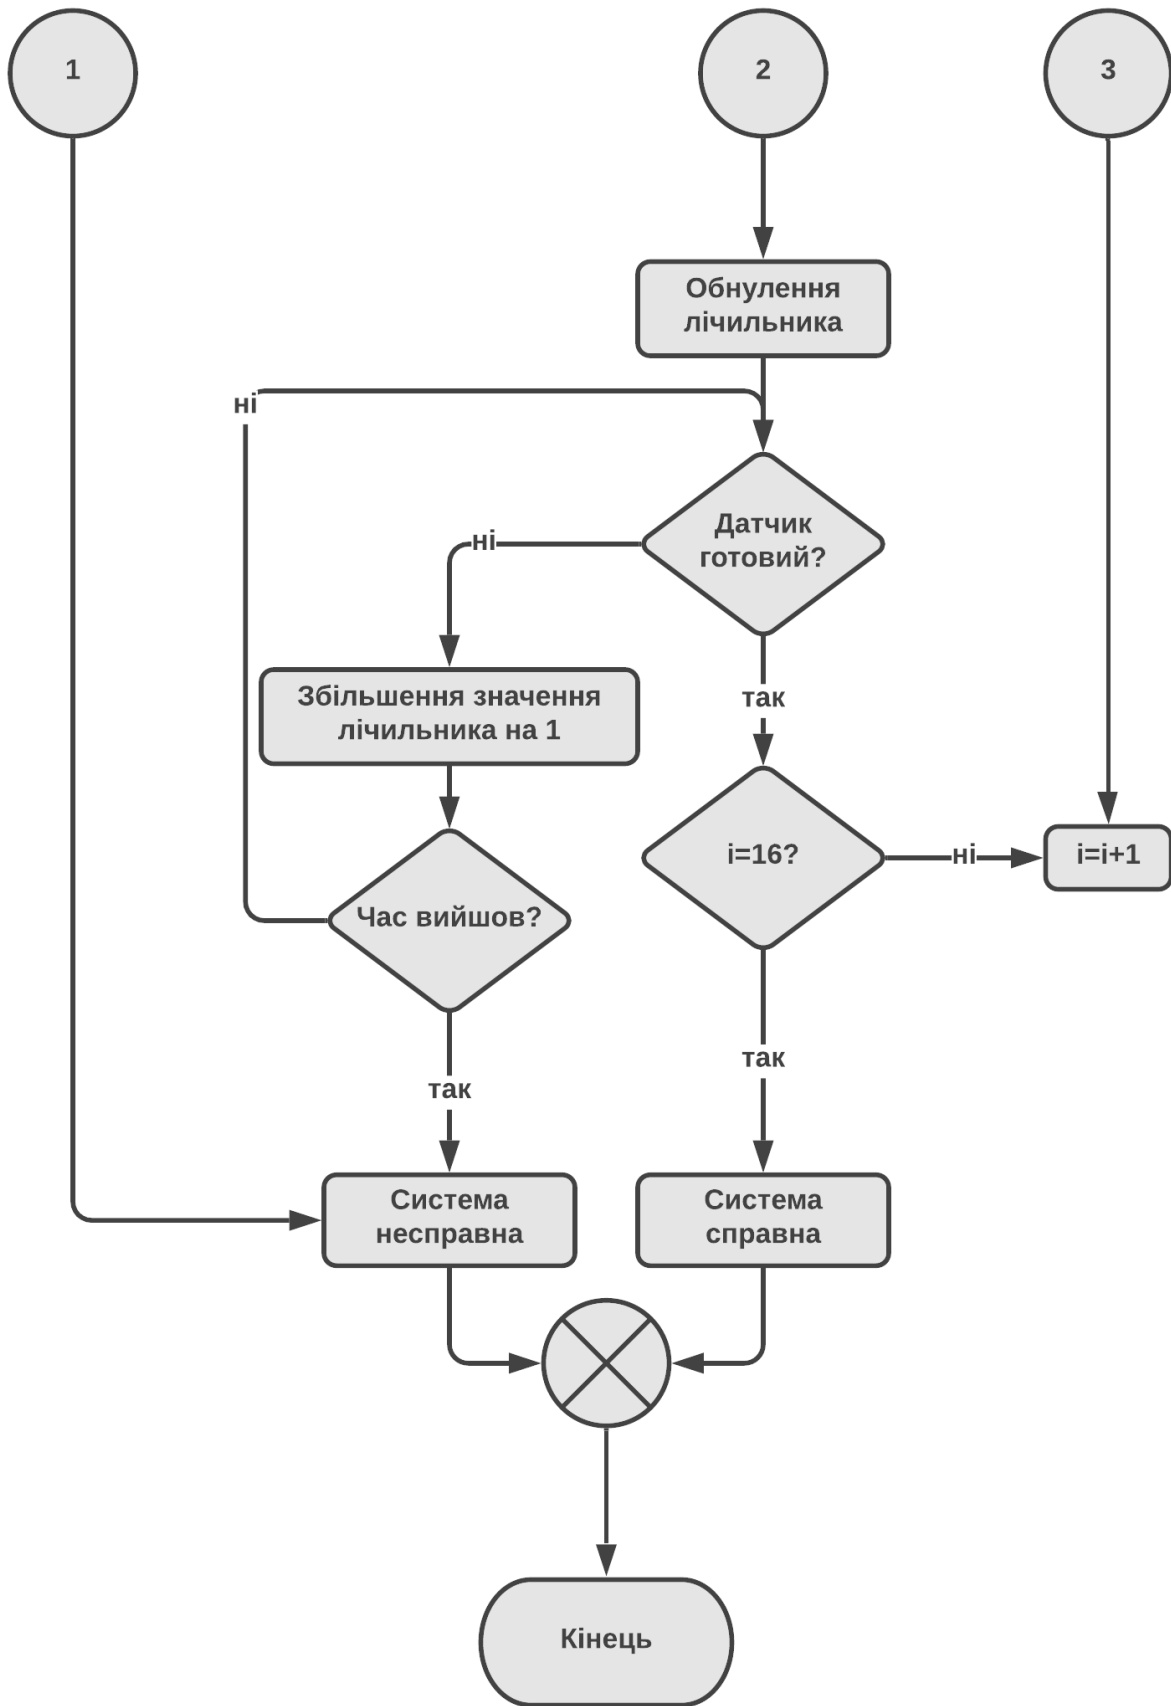 1
2
3
Обнулення
лічильника
ні
Датчик
готовий?
ні
Збільшення значення
лічильника на 1
так
i=16?
ні
i=i+1
Час вийшов?
так
так
Система
несправна
Система
справна
Кінець